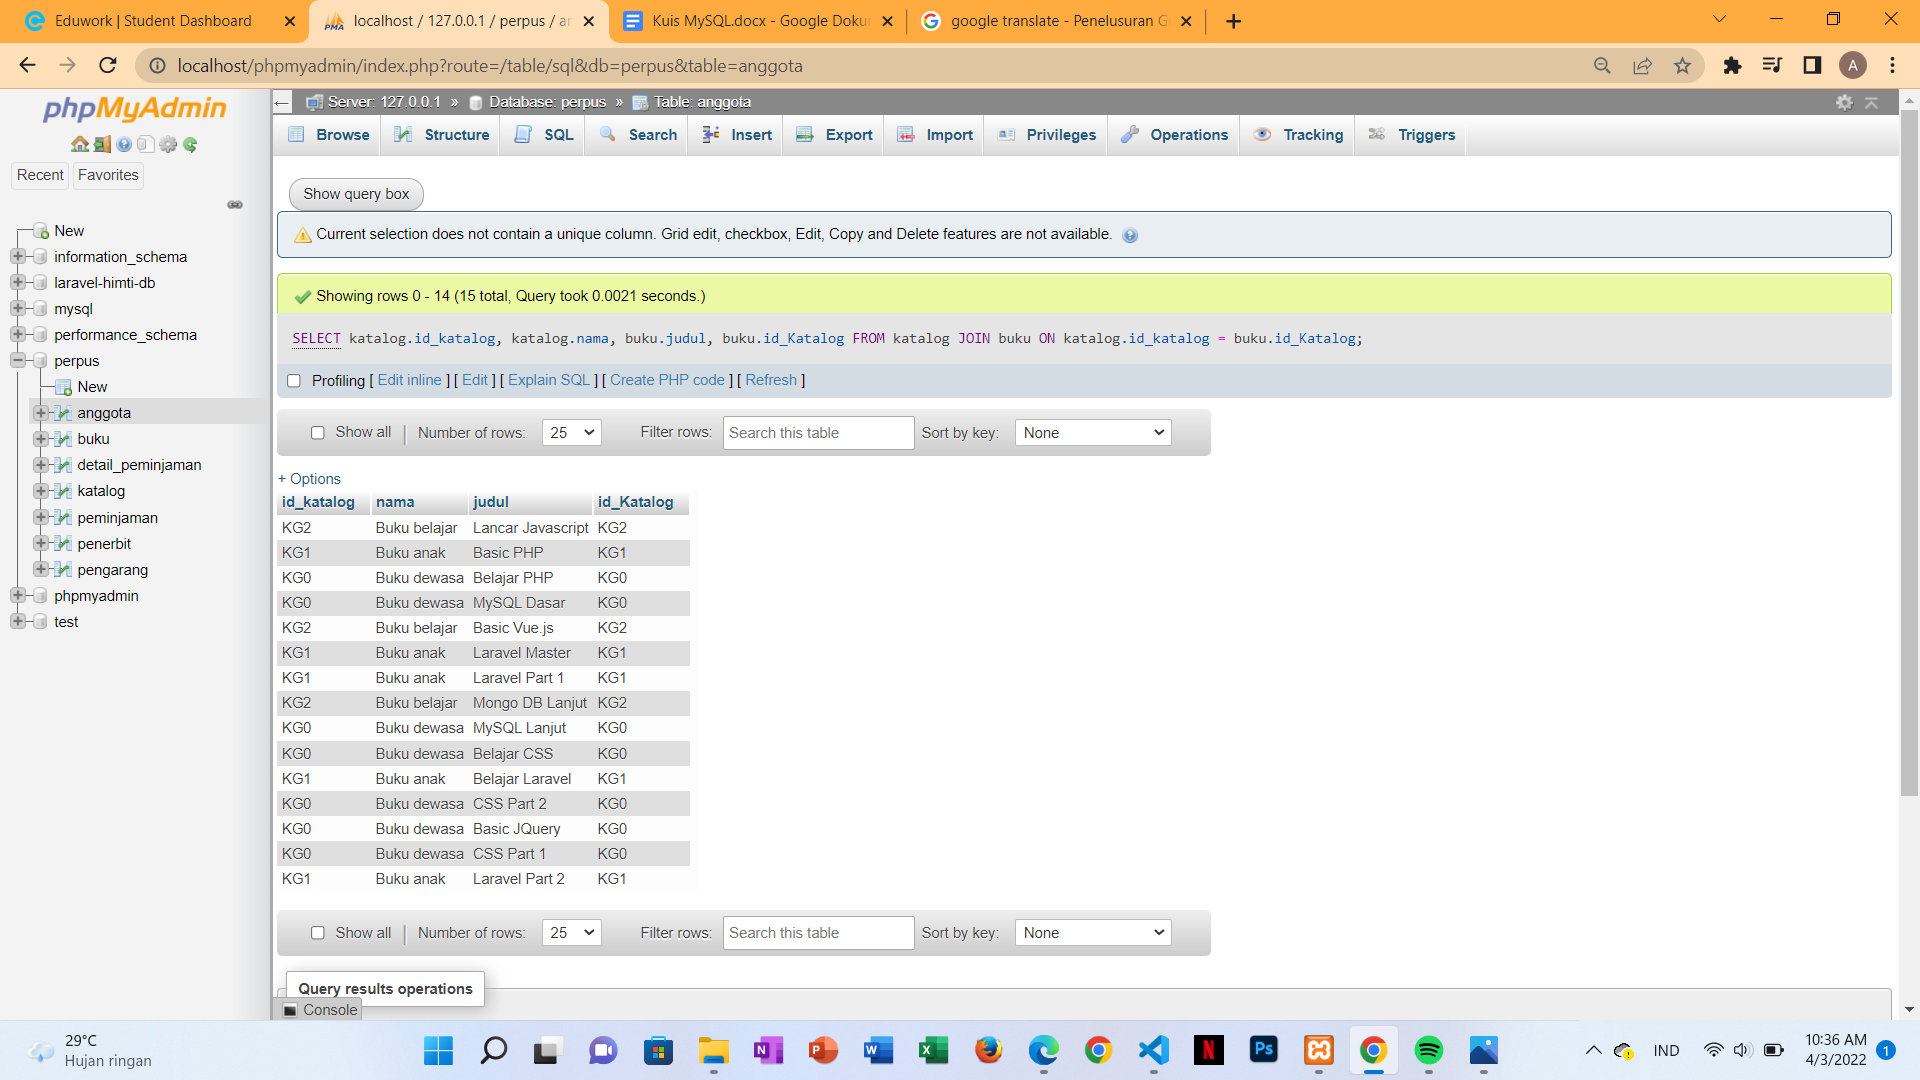 Eduwork | Student Dashboard
localhost / 127.0.0.1 / perpus / an
Kuis MySQL.docx - Google Doku
google translate - Penelusuran G
localhost/phpmyadmin/index.php?route=/table/sql&db=perpus&table=anggota
A
phpMyAdmin
Recent
Favorites
New
information_schema
laravel-himti-db
mysql
performance_schema
perpus
New
anggota
buku
detail_peminjaman
katalog
peminjaman
penerbit
pengarang
phpmyadmin
test
Server: 127.0.0.1 » Database: perpus » Table: anggota
Browse Structure SQL Search Insert Export Import Privileges Operations Tracking Triggers
Show query box
Current selection does not contain a unique column. Grid edit, checkbox, Edit, Copy and Delete features are not available.
Showing rows 0 - 14 (15 total, Query took 0.0021 seconds.)
SELECT katalog.id_katalog, katalog.nama, buku.judul, buku.id_Katalog FROM katalog JOIN buku ON katalog.id_katalog = buku.id_Katalog;
Profiling [ Edit inline ] [ Edit ] [ Explain SQL ] [ Create PHP code ] [ Refresh ]
Show all | Number of rows: 25 Filter rows: Search this table Sort by key: None
+ Options
id_katalog nama judul id_Katalog
KG2 Buku belajar Lancar Javascript KG2
KG1 Buku anak Basic PHP KG1
KG0 Buku dewasa Belajar PHP KG0
KG0 Buku dewasa MySQL Dasar KG0
KG2 Buku belajar Basic Vue.js KG2
KG1 Buku anak Laravel Master KG1
KG1 Buku anak Laravel Part 1 KG1
KG2 Buku belajar Mongo DB Lanjut KG2
KG0 Buku dewasa MySQL Lanjut KG0
KG0 Buku dewasa Belajar CSS KG0
KG1 Buku anak Belajar Laravel KG1
KG0 Buku dewasa CSS Part 2 KG0
KG0 Buku dewasa Basic JQuery KG0
KG0 Buku dewasa CSS Part 1 KG0
KG1 Buku anak Laravel Part 2 KG1
Show all | Number of rows: 25 Filter rows: Search this table Sort by key: None
Query results operations
Console
29°C
Hujan ringan
IND
10:36 AM
4/3/2022
1